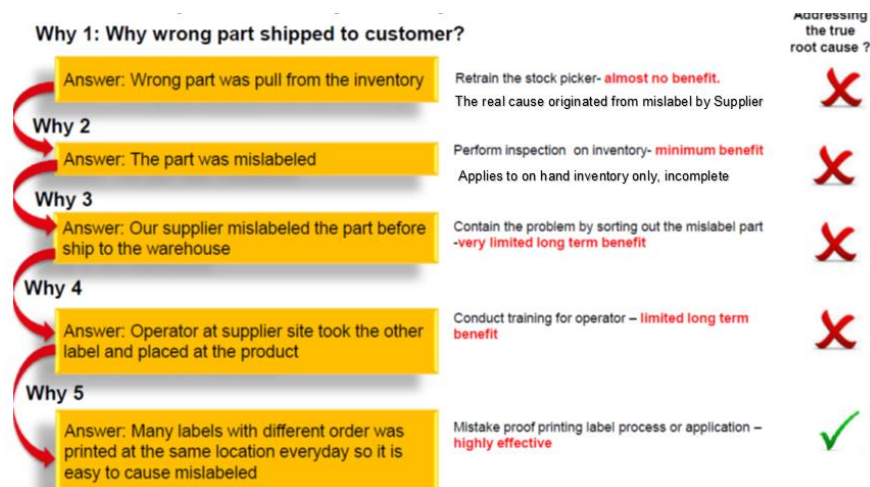 Addressing
the true
root cause ?
Why 1: Why wrong part shipped to customer?
Answer: Wrong part was pull from the inventory
Retrain the stock picker- almost no benefit.
The real cause originated from mislabel by Supplier
Why 2
Answer: The part was mislabeled
Perform inspection on inventory- minimum benefit
Applies to on hand inventory only, incomplete
Why 3
Answer: Our supplier mislabeled the part before
ship to the warehouse
Contain the problem by sorting out the mislabel part
-very limited long term benefit
Why 4
Answer: Operator at supplier site took the other
label and placed at the product
Conduct training for operator – limited long term
benefit
Why 5
Answer: Many labels with different order was
printed at the same location everyday so it is
easy to cause mislabeled
Mistake proof printing label process or application –
highly effective